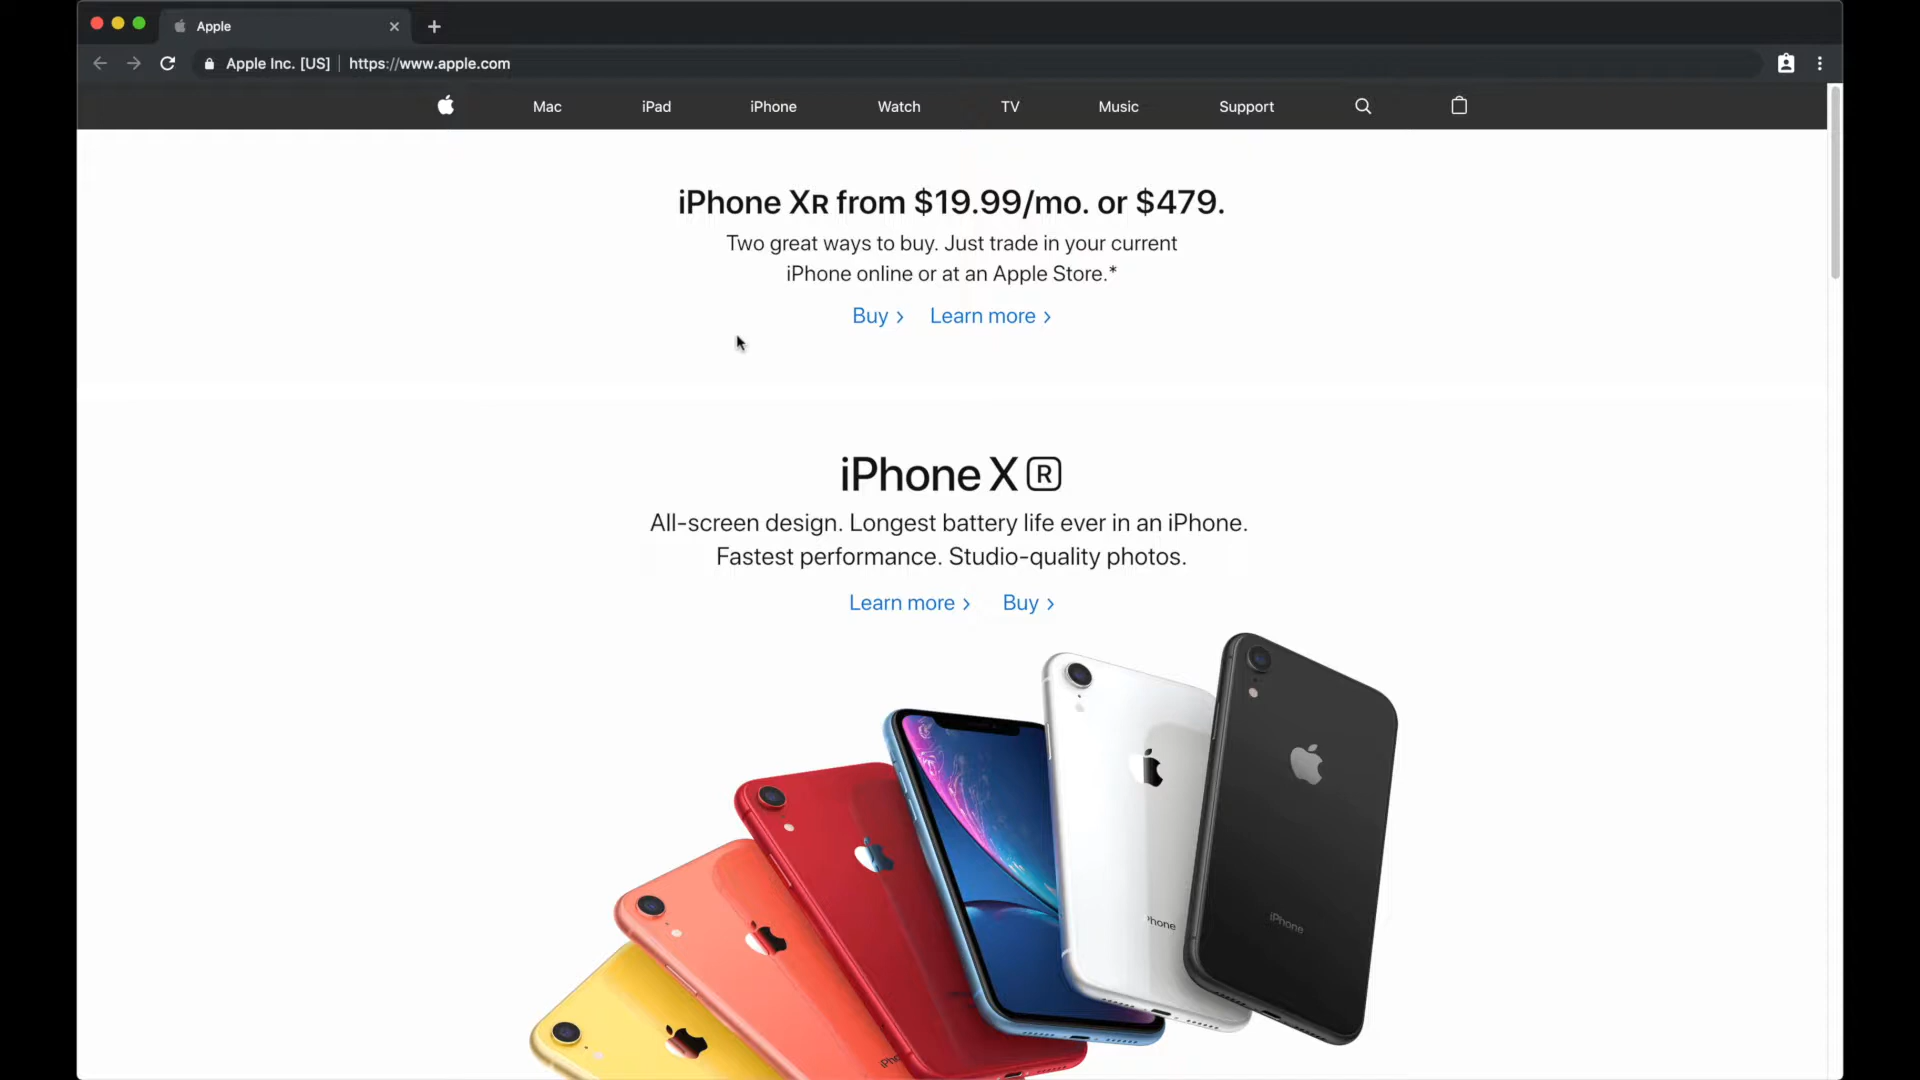 Apple
Apple Inc. [US] https://www.apple.com
Mac iPad iPhone Watch TV Music Support
iPhone XR from $19.99/mo. or $479.
Two great ways to buy. Just trade in your current
iPhone online or at an Apple Store.*
Buy › Learn more ›
iPhone XR
All-screen design. Longest battery life ever in an iPhone.
Fastest performance. Studio-quality photos.
Learn more › Buy ›
Phone
iPhone